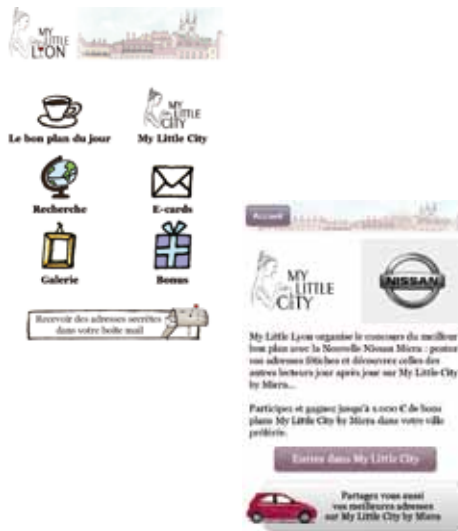 MY
LITTLE
LYON
Le bon plan du jour
MY
LITTLE
CITY
My Little City
Recherche
E-cards
Galerie
Bonus
Recevoir des adresses secrètes
dans votre boîte mail
Accueil
MY
LITTLE
CITY
NISSAN
My Little Lyon organise le concours du meilleur
bon plan avec la Nouvelle Nissan Micra : postez
vos adresses fétiches et découvrez celles des
autres lecteurs jour après jour sur My Little City
by Micra...
Participez et gagnez jusqu'à 1.000 € de bons
plans My Little City by Micra dans votre ville
préférée.
Entrez dans My Little City
Partagez vous aussi
vos meilleures adresses
sur My Little City by Micra